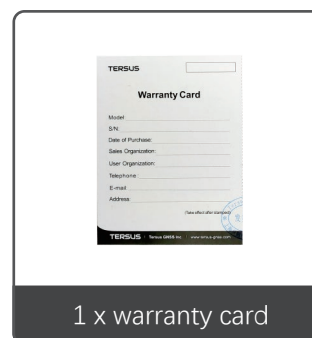 TERSUS
Warranty Card
Model
S/N:
Date of Purchase:
Sales Organization:
User Organization:
Telephone
E-mail
Address
(Take effect after stamped)
TERSUS Tersus GNSS Inc. www.tersus-gnss.com
1 x warranty card